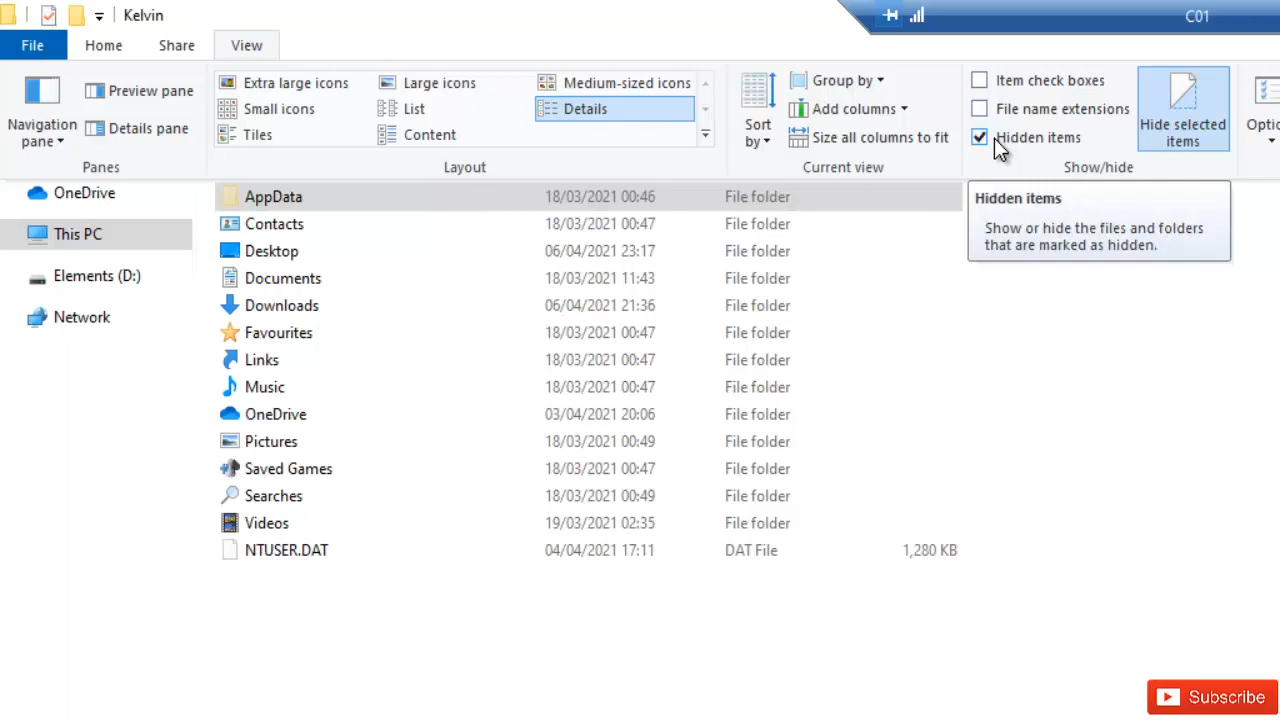 Kelvin
C01
File
Home
Share
View
Navigation pane
Preview pane
Details pane
Panes
Extra large icons
Large icons
Medium-sized icons
Small icons
List
Details
Tiles
Content
Layout
Sort by
Group by
Add columns
Size all columns to fit
Current view
Item check boxes
File name extensions
Hidden items
Hide selected items
Show/hide
OneDrive
This PC
Elements (D:)
Network
AppData 18/03/2021 00:46 File folder
Contacts 18/03/2021 00:47 File folder
Desktop 06/04/2021 23:17 File folder
Documents 18/03/2021 11:43 File folder
Downloads 06/04/2021 21:36 File folder
Favourites 18/03/2021 00:47 File folder
Links 18/03/2021 00:47 File folder
Music 18/03/2021 00:47 File folder
OneDrive 03/04/2021 20:06 File folder
Pictures 18/03/2021 00:49 File folder
Saved Games 18/03/2021 00:47 File folder
Searches 18/03/2021 00:49 File folder
Videos 19/03/2021 02:35 File folder
NTUSER.DAT 04/04/2021 17:11 DAT File 1,280 KB
Hidden items
Show or hide the files and folders
that are marked as hidden.
Subscribe